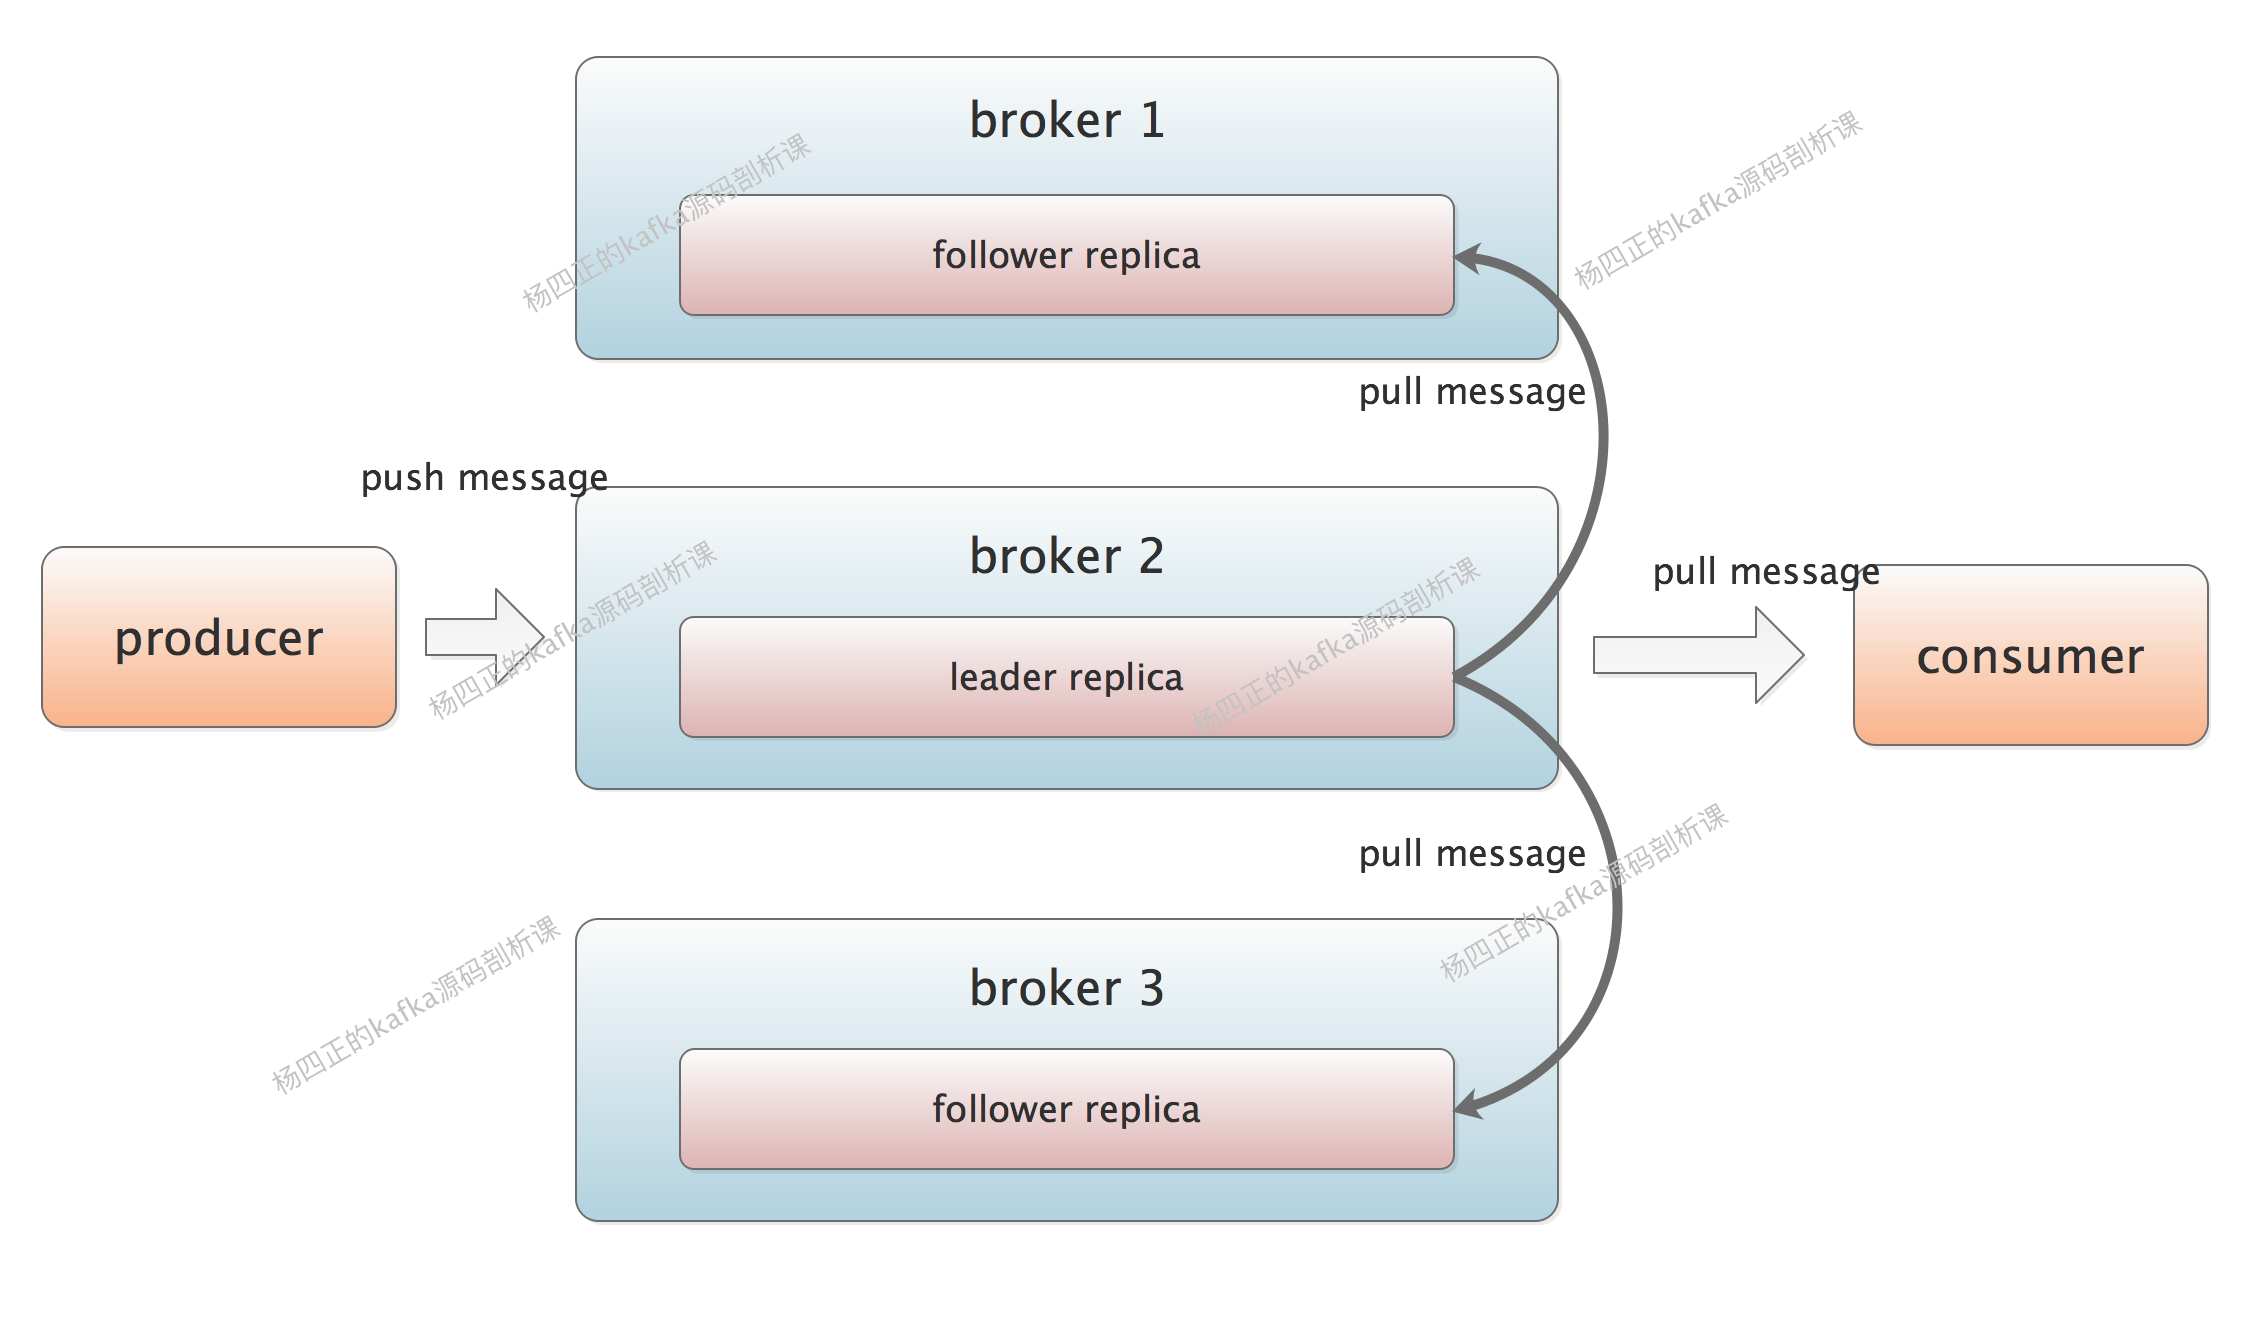 broker 1
杨四正的kafka源码剖析课
杨四正的kafka源码剖析课
follower replica
pull message
push message
broker 2
杨四正的kafka源码剖析课
杨四正的kafka源码剖析课
pull message
producer
leader replica
consumer
pull message
杨四正的kafka源码剖析课
杨四正的kafka源码剖析课
broker 3
follower replica